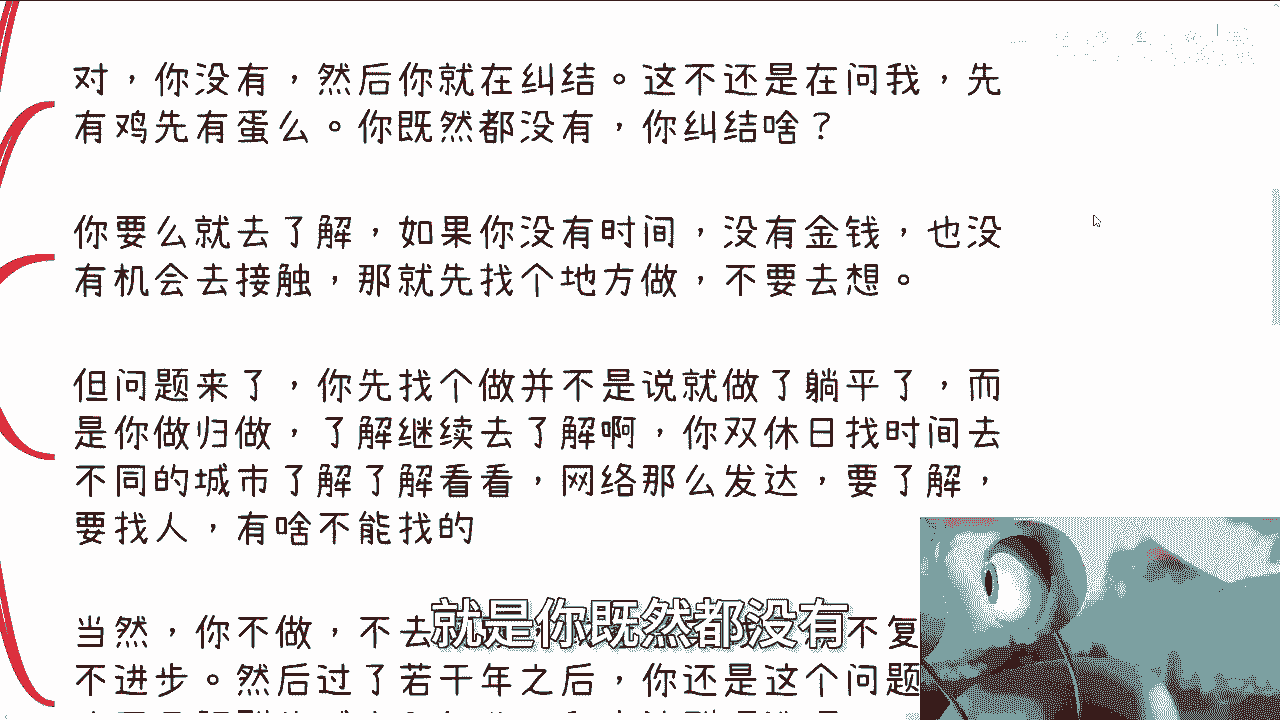 对，你没有，然后你就在纠结。这不还是在问我，先
有鸡先有蛋么。你既然都没有，你纠结啥？
你要么就去了解，如果你没有时间，没有金钱，也没
有机会去接触，那就先找个地方做，不要去想。
但问题来了，你先找个做并不是说就做了躺平了，而
是你做归做，了解继续去了解啊，你双休日找时间去
不同的城市了解了解看看，网络那么发达，要了解，
要找人，有啥不能找的
当然，你不做，不去
不复
就是你既然都没有
不进步。然后过了若干年之后，你还是这个问题